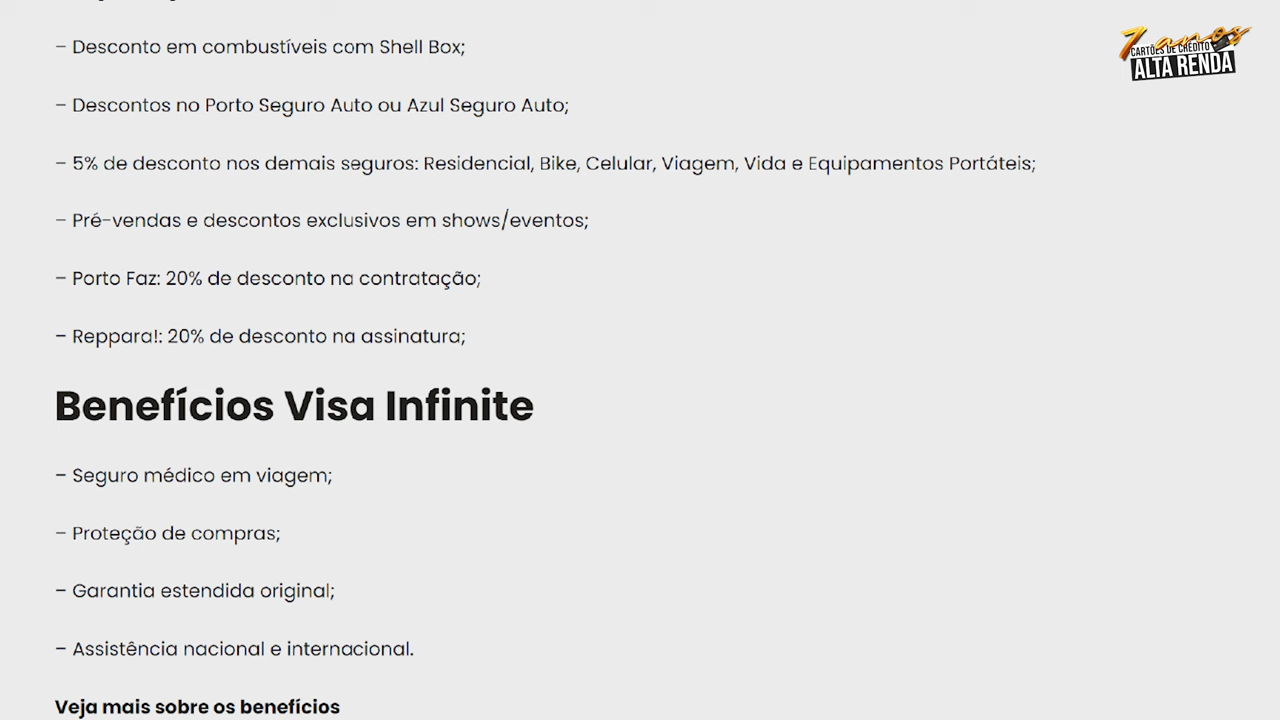 – Desconto em combustíveis com Shell Box;
7 anos
CARTÕES DE CRÉDITO
ALTA RENDA
– Descontos no Porto Seguro Auto ou Azul Seguro Auto;
– 5% de desconto nos demais seguros: Residencial, Bike, Celular, Viagem, Vida e Equipamentos Portáteis;
– Pré-vendas e descontos exclusivos em shows/eventos;
– Porto Faz: 20% de desconto na contratação;
– Reppara!: 20% de desconto na assinatura;
Benefícios Visa Infinite
– Seguro médico em viagem;
– Proteção de compras;
– Garantia estendida original;
– Assistência nacional e internacional.
Veja mais sobre os benefícios